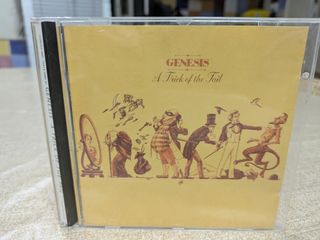 GENESIS
A Trick of the Tail